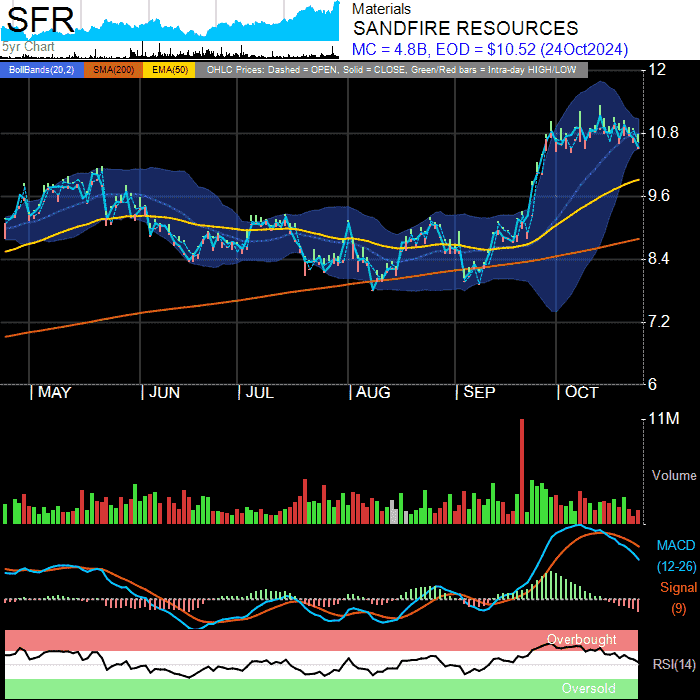 SFR
5yr Chart
Materials
SANDFIRE RESOURCES
MC = 4.8B, EOD = $10.52 (24Oct2024)
BollBands(20,2) SMA(200) EMA(50) OHLC Prices: Dashed = OPEN, Solid = CLOSE, Green/Red bars = Intra-day HIGH/LOW
12
10.8
9.6
8.4
7.2
6
MAY JUN JUL AUG SEP OCT
11M
Volume
MACD
(12-26)
Signal
(9)
Overbought
RSI(14)
Oversold